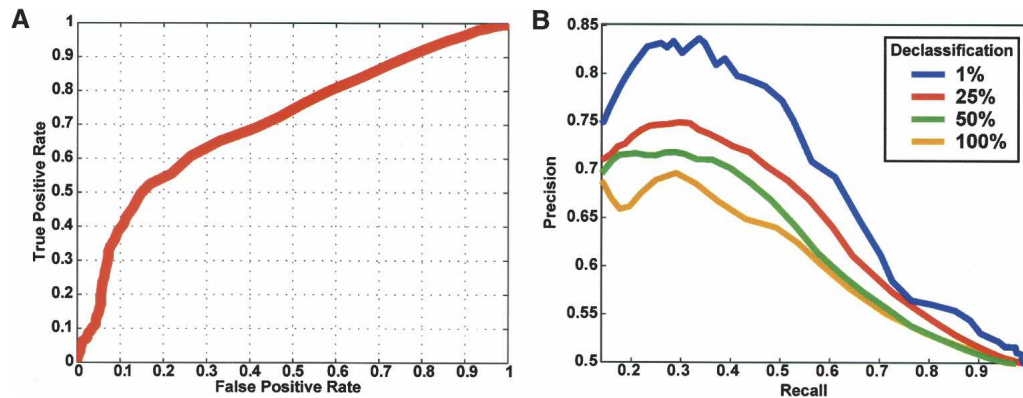 A
True Positive Rate
1
0.9
0.8
0.7
0.6
0.5
0.4
0.3
0.2
0.1
0
0 0.1 0.2 0.3 0.4 0.5 0.6 0.7 0.8 0.9 1
False Positive Rate
B
Precision
0.85
0.8
0.75
0.7
0.65
0.6
0.55
0.5
0.2 0.3 0.4 0.5 0.6 0.7 0.8 0.9
Recall
Declassification
1%
25%
50%
100%